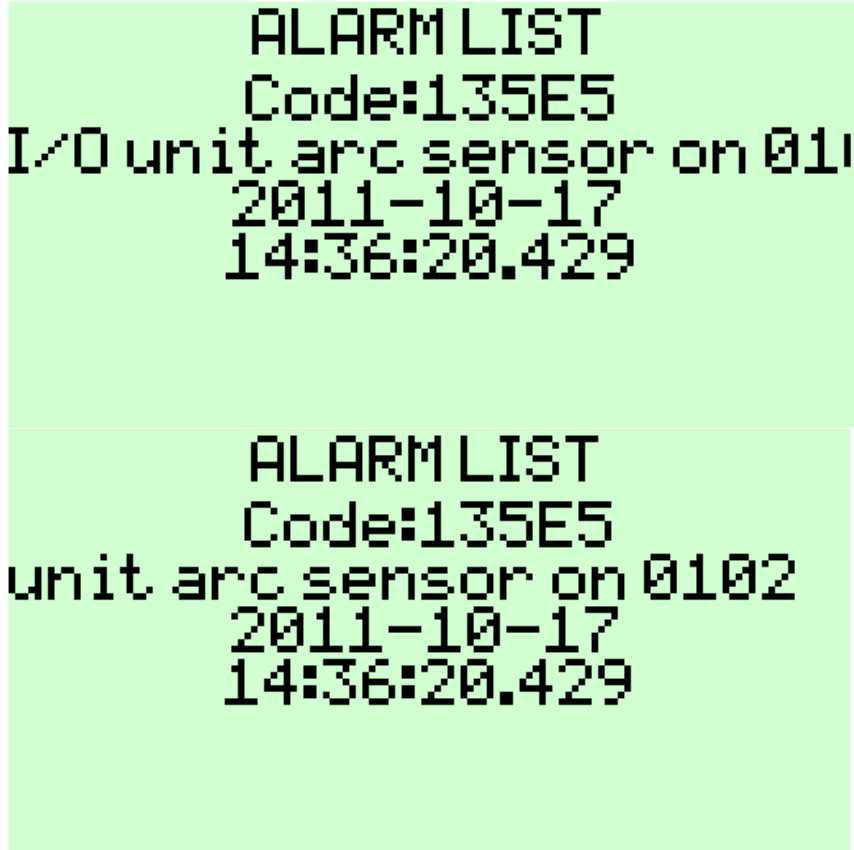 ALARM LIST
Code:135E5
I/O unit arc sensor on 01
2011-10-17
14:36:20.429
ALARM LIST
Code:135E5
unit arc sensor on 0102
2011-10-17
14:36:20.429